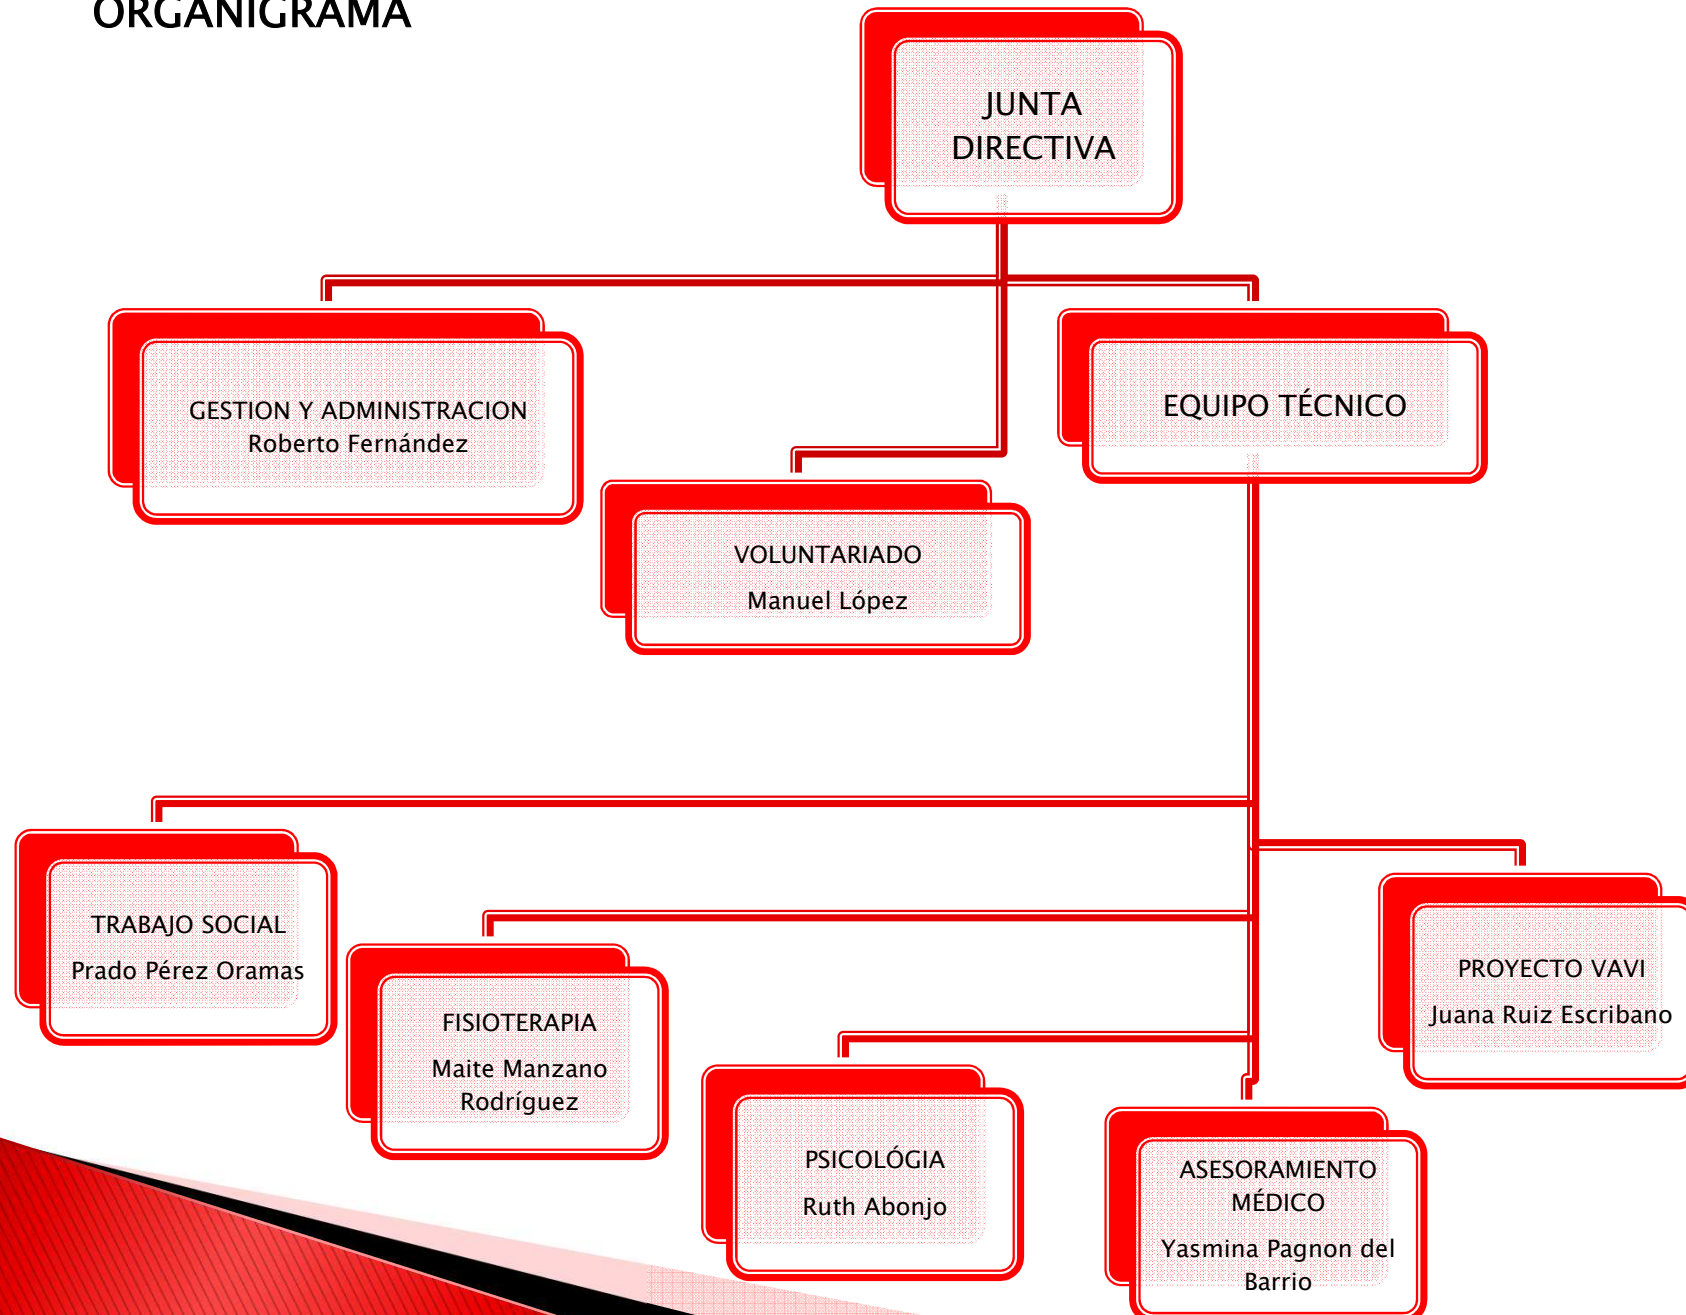 ORGANIGRAMA
JUNTA
DIRECTIVA
GESTION Y ADMINISTRACION
Roberto Fernández
EQUIPO TÉCNICO
VOLUNTARIADO
Manuel López
TRABAJO SOCIAL
Prado Pérez Oramas
FISIOTERAPIA
Maite Manzano
Rodríguez
PSICOLÓGIA
Ruth Abonjo
ASESORAMIENTO
MÉDICO
Yasmina Pagnon del
Barrio
PROYECTO VAVI
Juana Ruiz Escribano